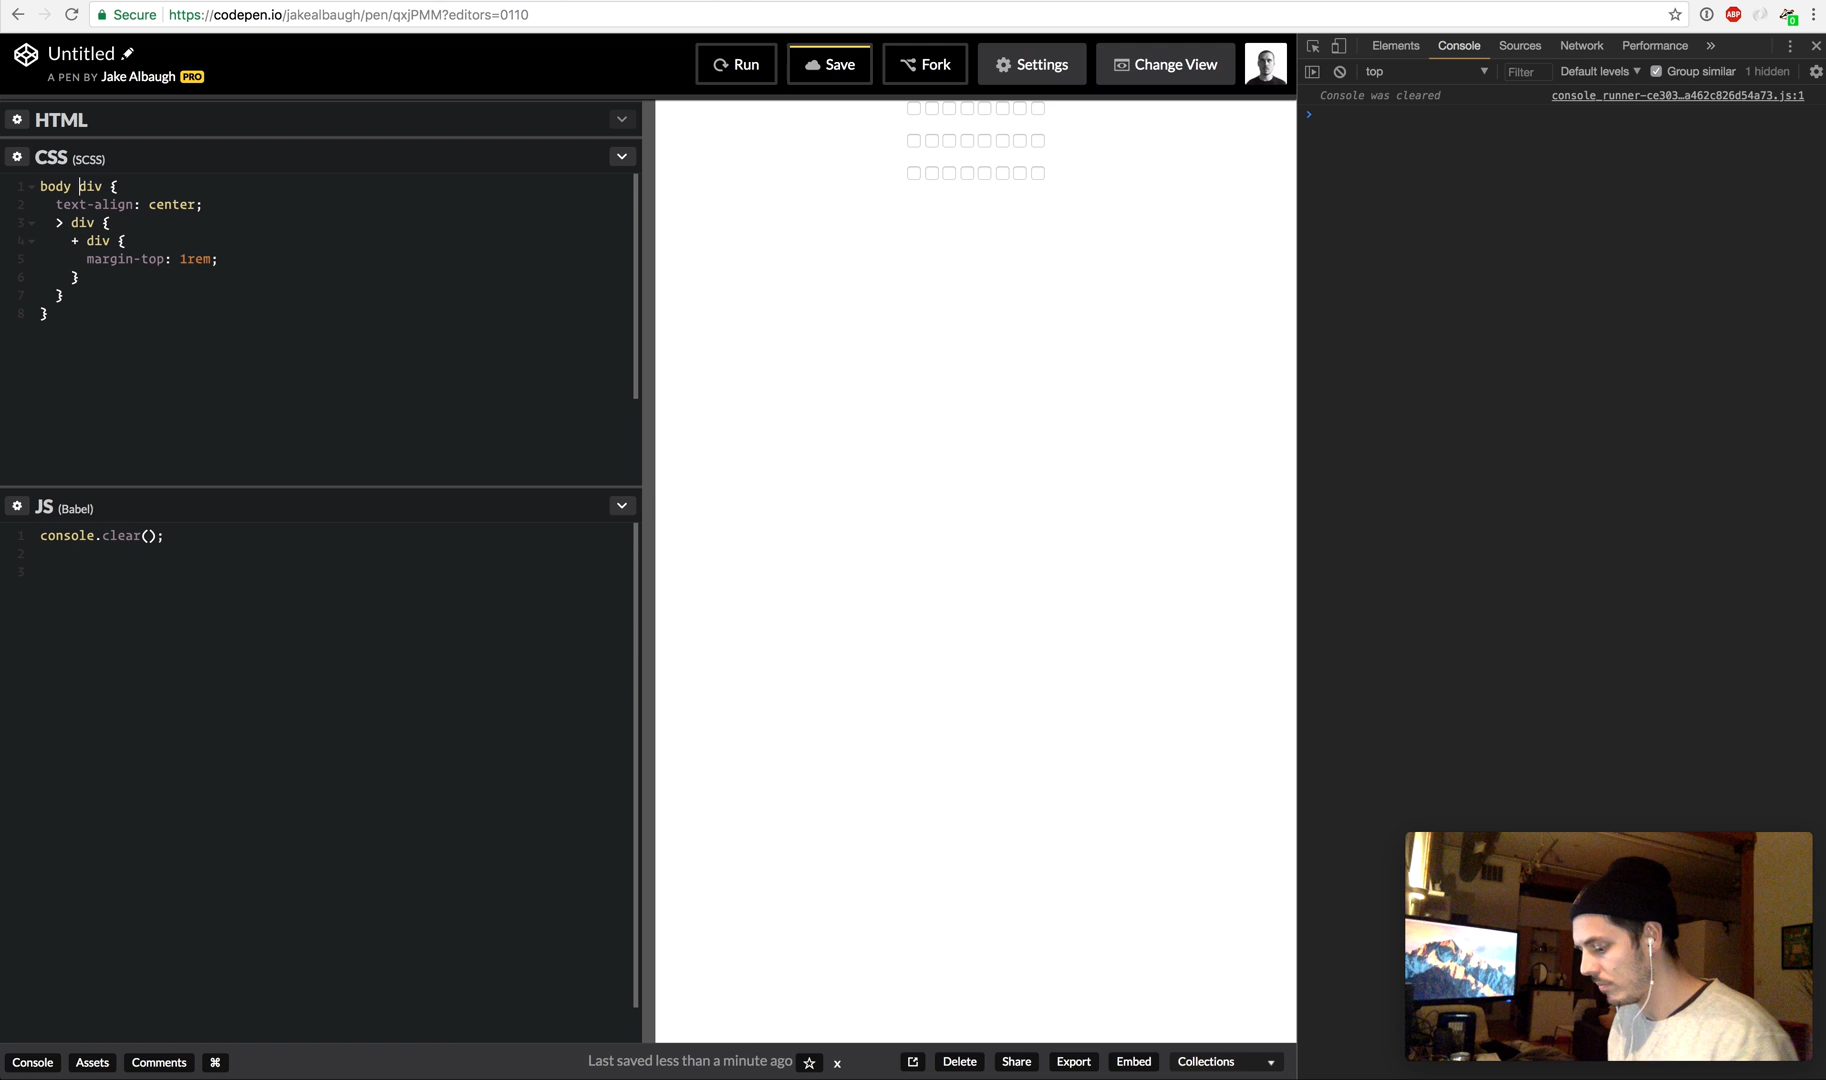 Secure
https://codepen.io/jakealbaugh/pen/qxjPMM?editors=0110
ABP
0
Untitled
A PEN BY Jake Albaugh PRO
Run
Save
Fork
Settings
Change View
HTML
CSS (SCSS)
1 body div {
2 text-align: center;
3 > div {
4 + div {
5 margin-top: 1rem;
6 }
7 }
8 }
JS (Babel)
1 console.clear();
2
3
Elements
Console
Sources
Network
Performance
»
top
Filter
Default levels
Group similar
1 hidden
Console was cleared
console_runner-ce303…a462c826d54a73.js:1
>
Console
Assets
Comments
⌘
Last saved less than a minute ago
x
Delete
Share
Export
Embed
Collections